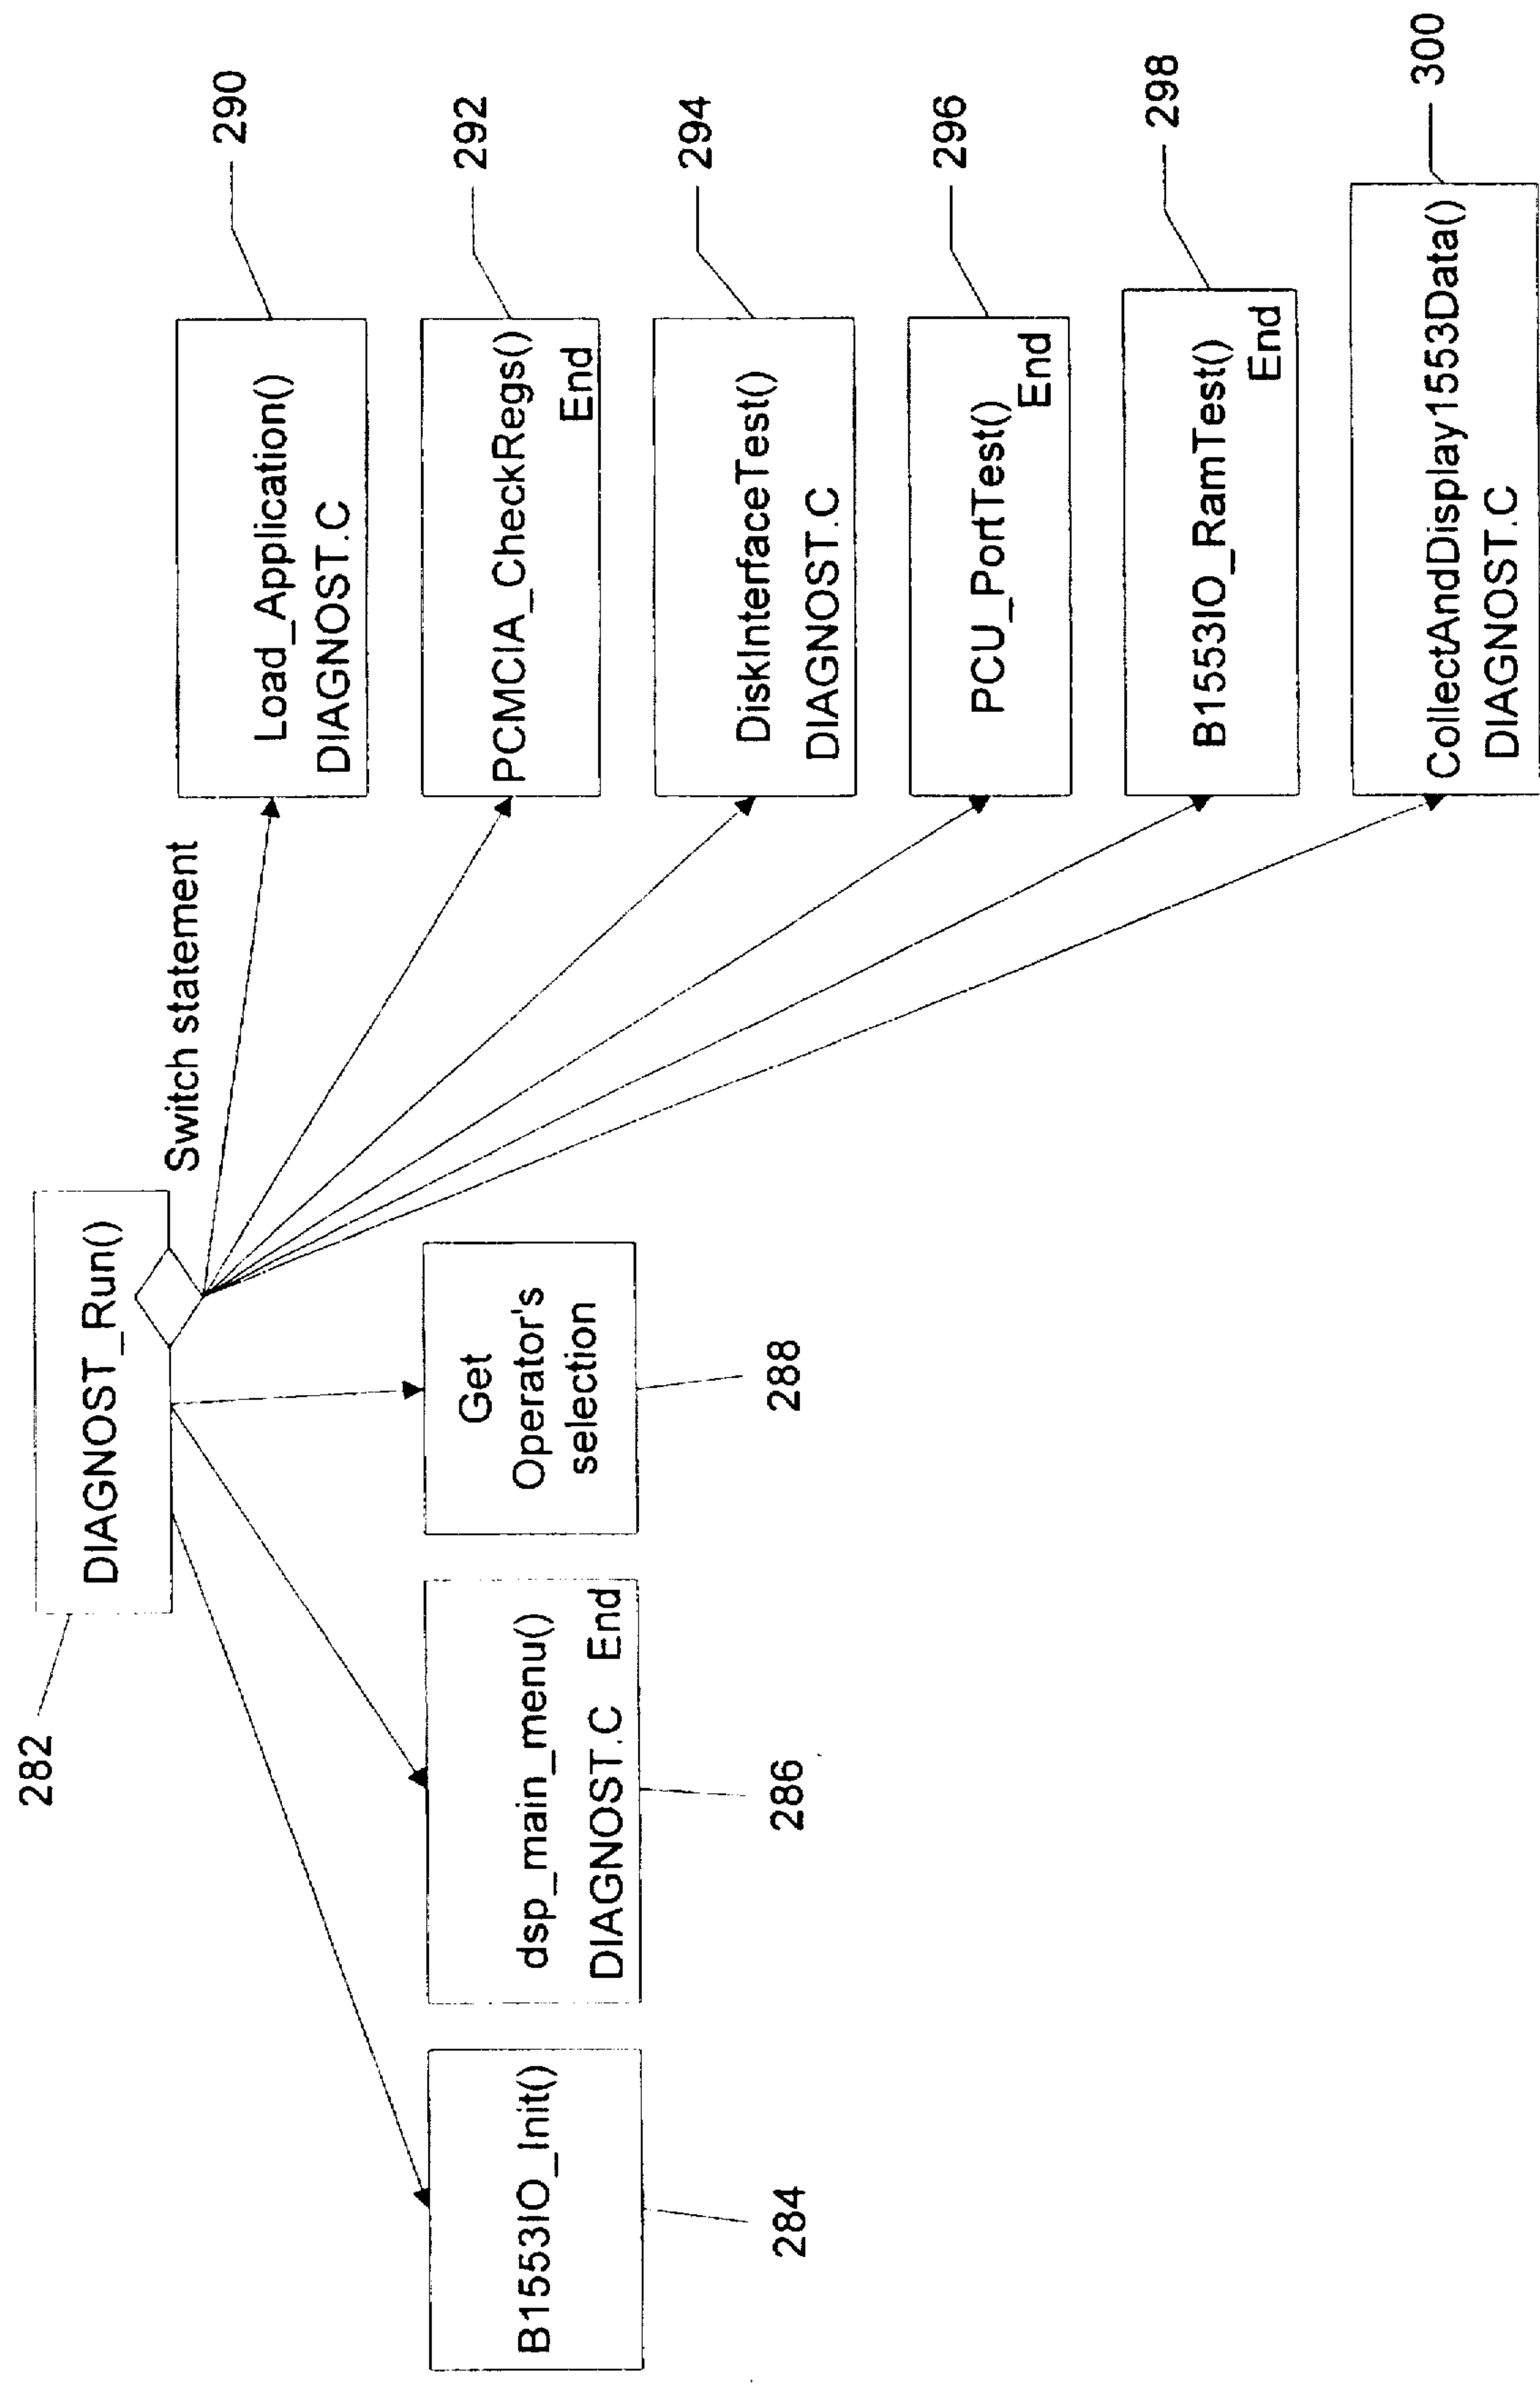 282
DIAGNOST_Run()
Switch statement
B1553IO_Init()
284
dsp_main_menu()
DIAGNOST.C End
286
Get
Operator's
selection
288
Load_Application()
DIAGNOST.C
290
PCMCIA_CheckRegs()
End
292
DiskInterfaceTest()
DIAGNOST.C
294
PCU_PortTest()
End
296
B1553IO_RamTest()
End
298
CollectAndDisplay1553Data()
DIAGNOST.C
300